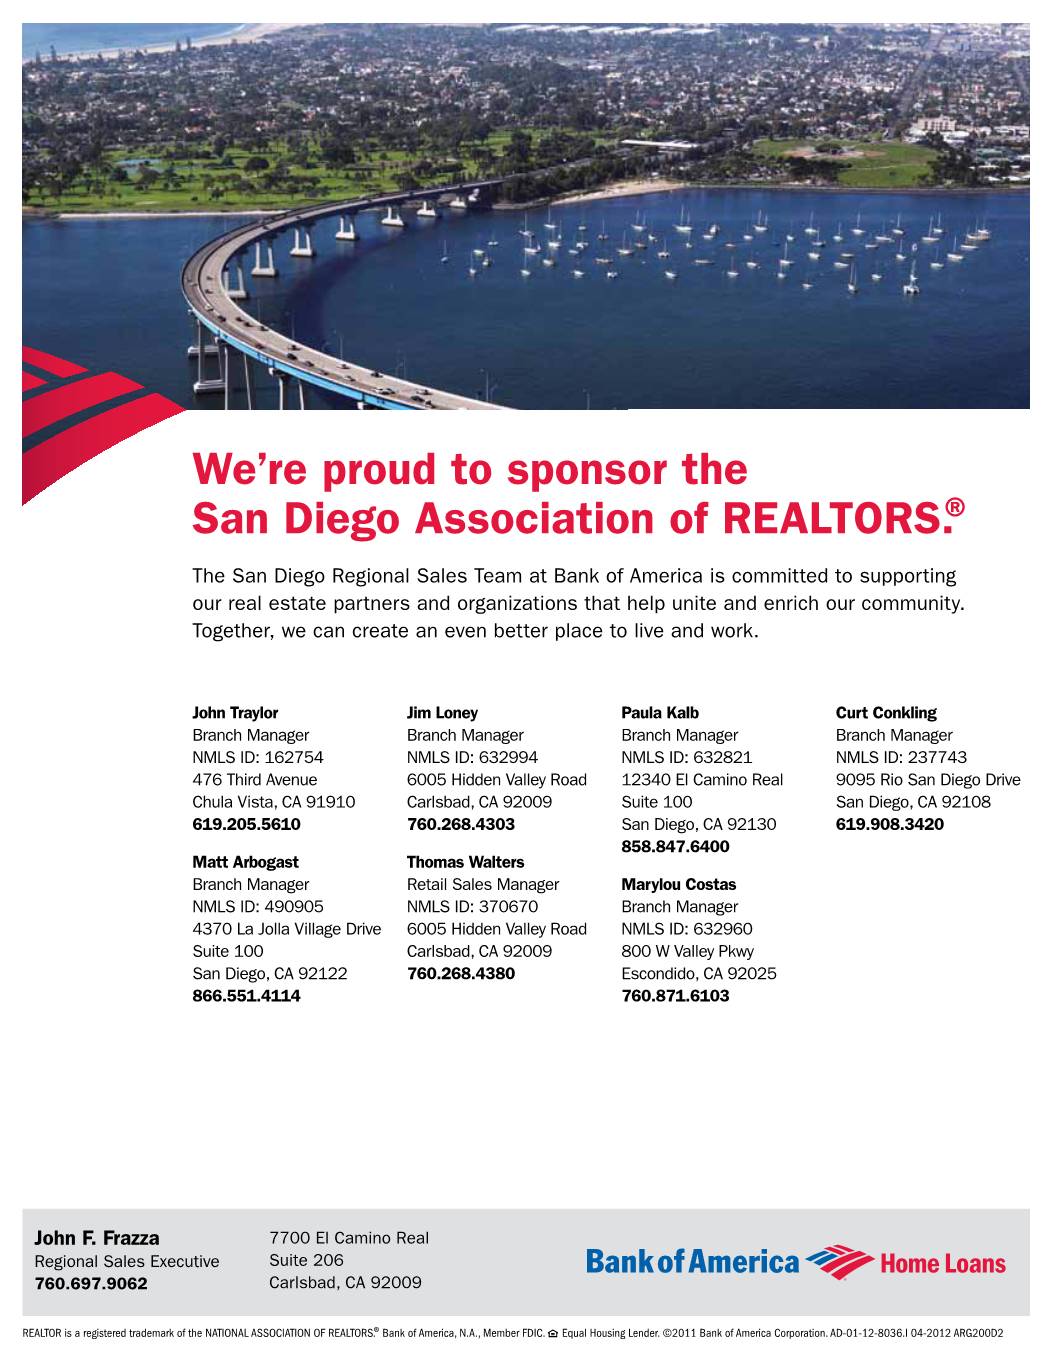 We're proud to sponsor the
San Diego Association of REALTORS.®
The San Diego Regional Sales Team at Bank of America is committed to supporting
our real estate partners and organizations that help unite and enrich our community.
Together, we can create an even better place to live and work.
John Traylor
Branch Manager
NMLS ID: 162754
476 Third Avenue
Chula Vista, CA 91910
619.205.5610
Matt Arbogast
Branch Manager
NMLS ID: 490905
4370 La Jolla Village Drive
Suite 100
San Diego, CA 92122
866.551.4114
Jim Loney
Branch Manager
NMLS ID: 632994
6005 Hidden Valley Road
Carlsbad, CA 92009
760.268.4303
Thomas Walters
Retail Sales Manager
NMLS ID: 370670
6005 Hidden Valley Road
Carlsbad, CA 92009
760.268.4380
Paula Kalb
Branch Manager
NMLS ID: 632821
12340 El Camino Real
Suite 100
San Diego, CA 92130
858.847.6400
Marylou Costas
Branch Manager
NMLS ID: 632960
800 W Valley Pkwy
Escondido, CA 92025
760.871.6103
Curt Conkling
Branch Manager
NMLS ID: 237743
9095 Rio San Diego Drive
San Diego, CA 92108
619.908.3420
John F. Frazza
Regional Sales Executive
760.697.9062
7700 El Camino Real
Suite 206
Carlsbad, CA 92009
Bank of America Home Loans
REALTOR is a registered trademark of the NATIONAL ASSOCIATION OF REALTORS.® Bank of America, N.A., Member FDIC. Equal Housing Lender. ©2011 Bank of America Corporation. AD-01-12-8036.I 04-2012 ARG200D2